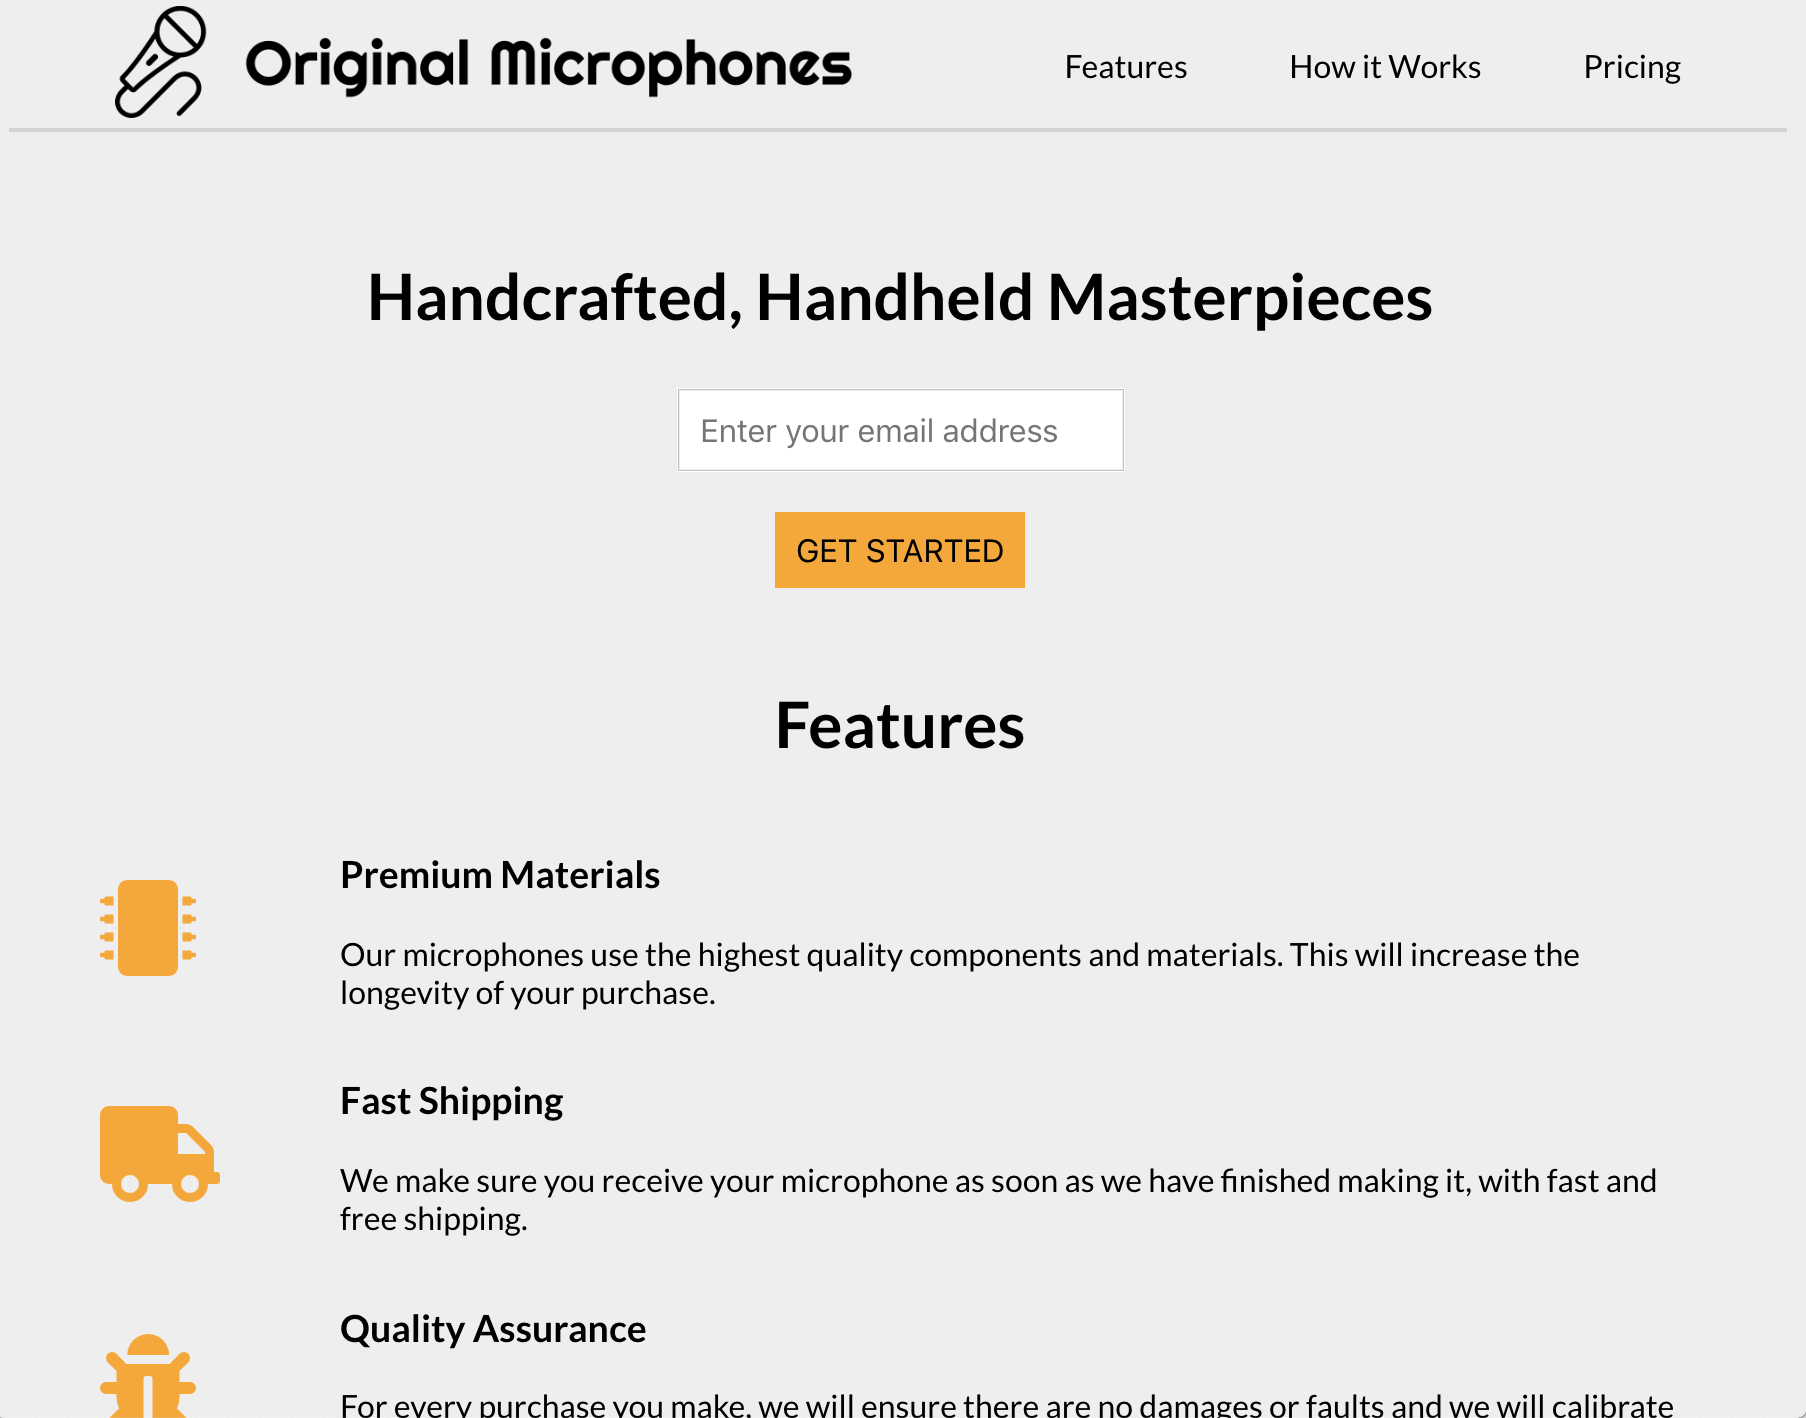 Original Microphones
Features
How it Works
Pricing
Handcrafted, Handheld Masterpieces
Enter your email address
GET STARTED
Features
Premium Materials
Our microphones use the highest quality components and materials. This will increase the
longevity of your purchase.
Fast Shipping
We make sure you receive your microphone as soon as we have finished making it, with fast and
free shipping.
Quality Assurance
For every purchase you make, we will ensure there are no damages or faults and we will calibrate